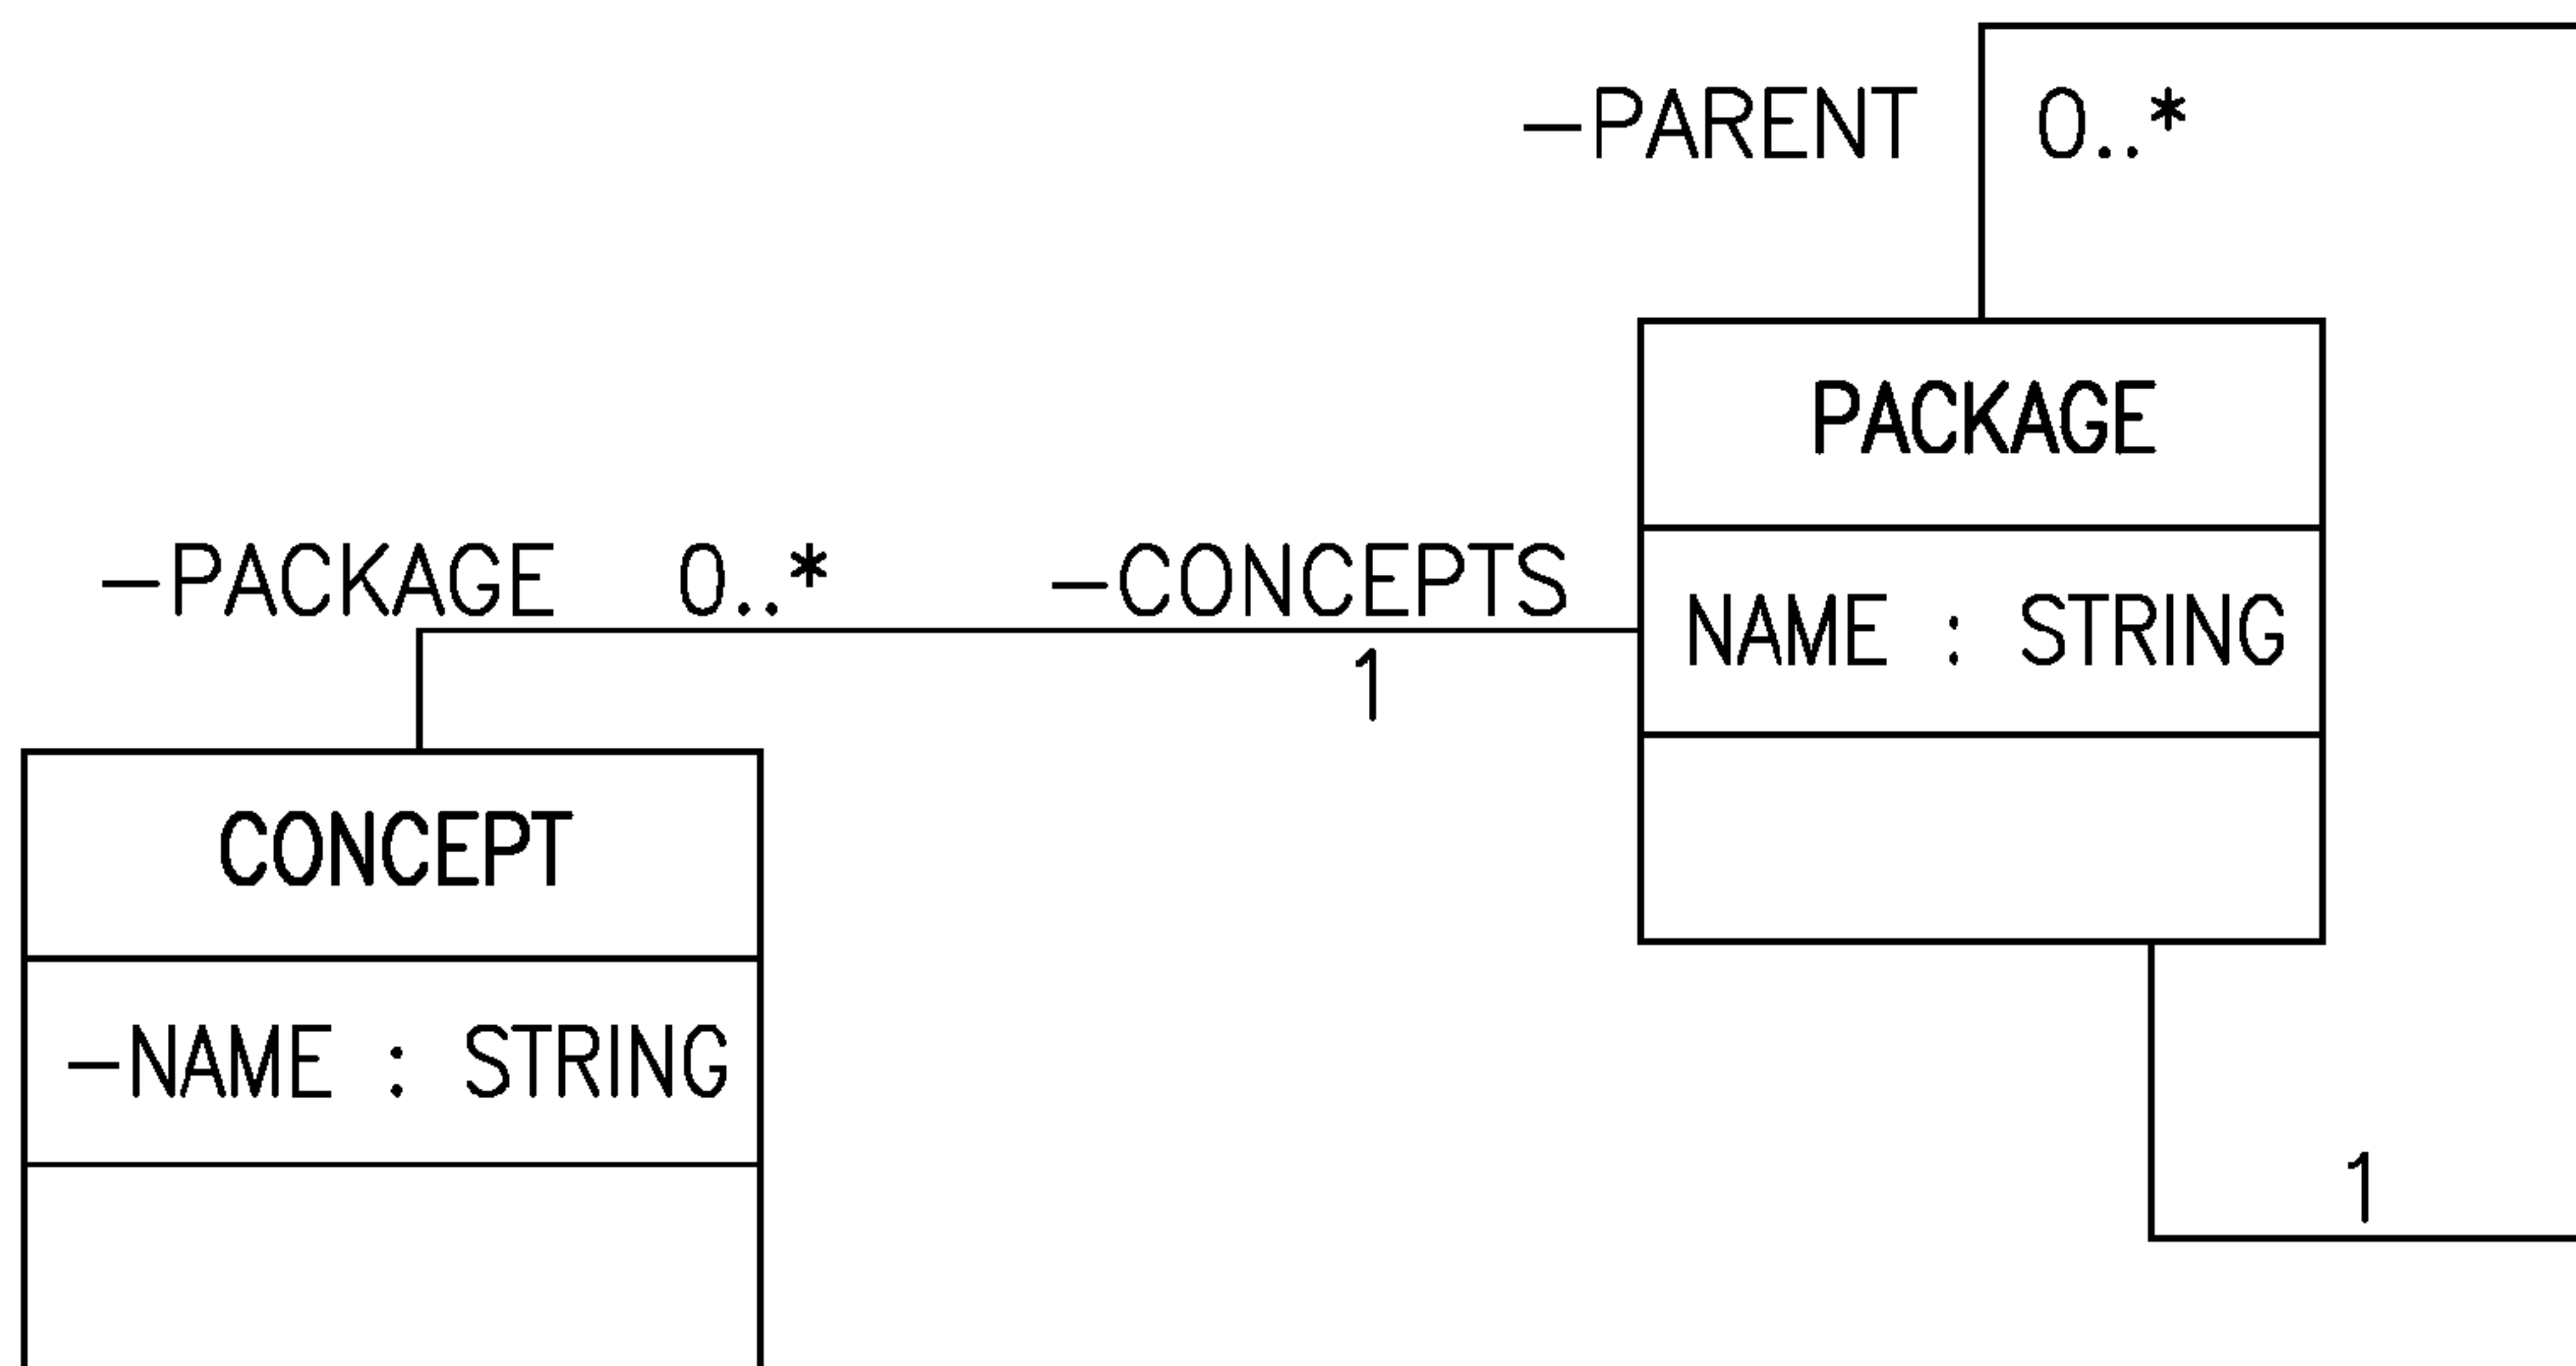 -PARENT 0..*
PACKAGE
-PACKAGE 0..* -CONCEPTS
NAME : STRING
1
CONCEPT
-NAME : STRING
1